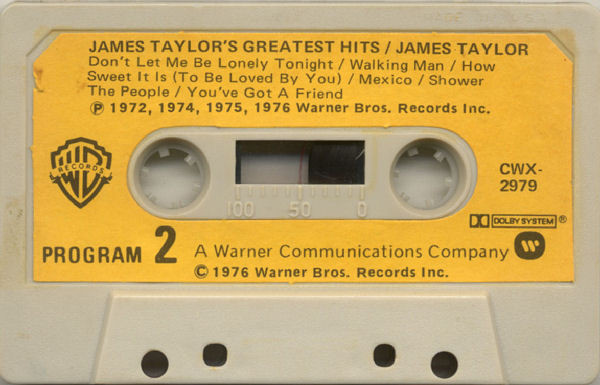 JAMES TAYLOR'S GREATEST HITS / JAMES TAYLOR
Don't Let Me Be Lonely Tonight / Walking Man / How
Sweet It Is (To Be Loved By You) / Mexico / Shower
The People / You've Got A Friend
℗ 1972, 1974, 1975, 1976 Warner Bros. Records Inc.
RECORDS
CWX-
2979
100 50 0
DOLBY SYSTEM ®
PROGRAM 2
A Warner Communications Company
© 1976 Warner Bros. Records Inc.